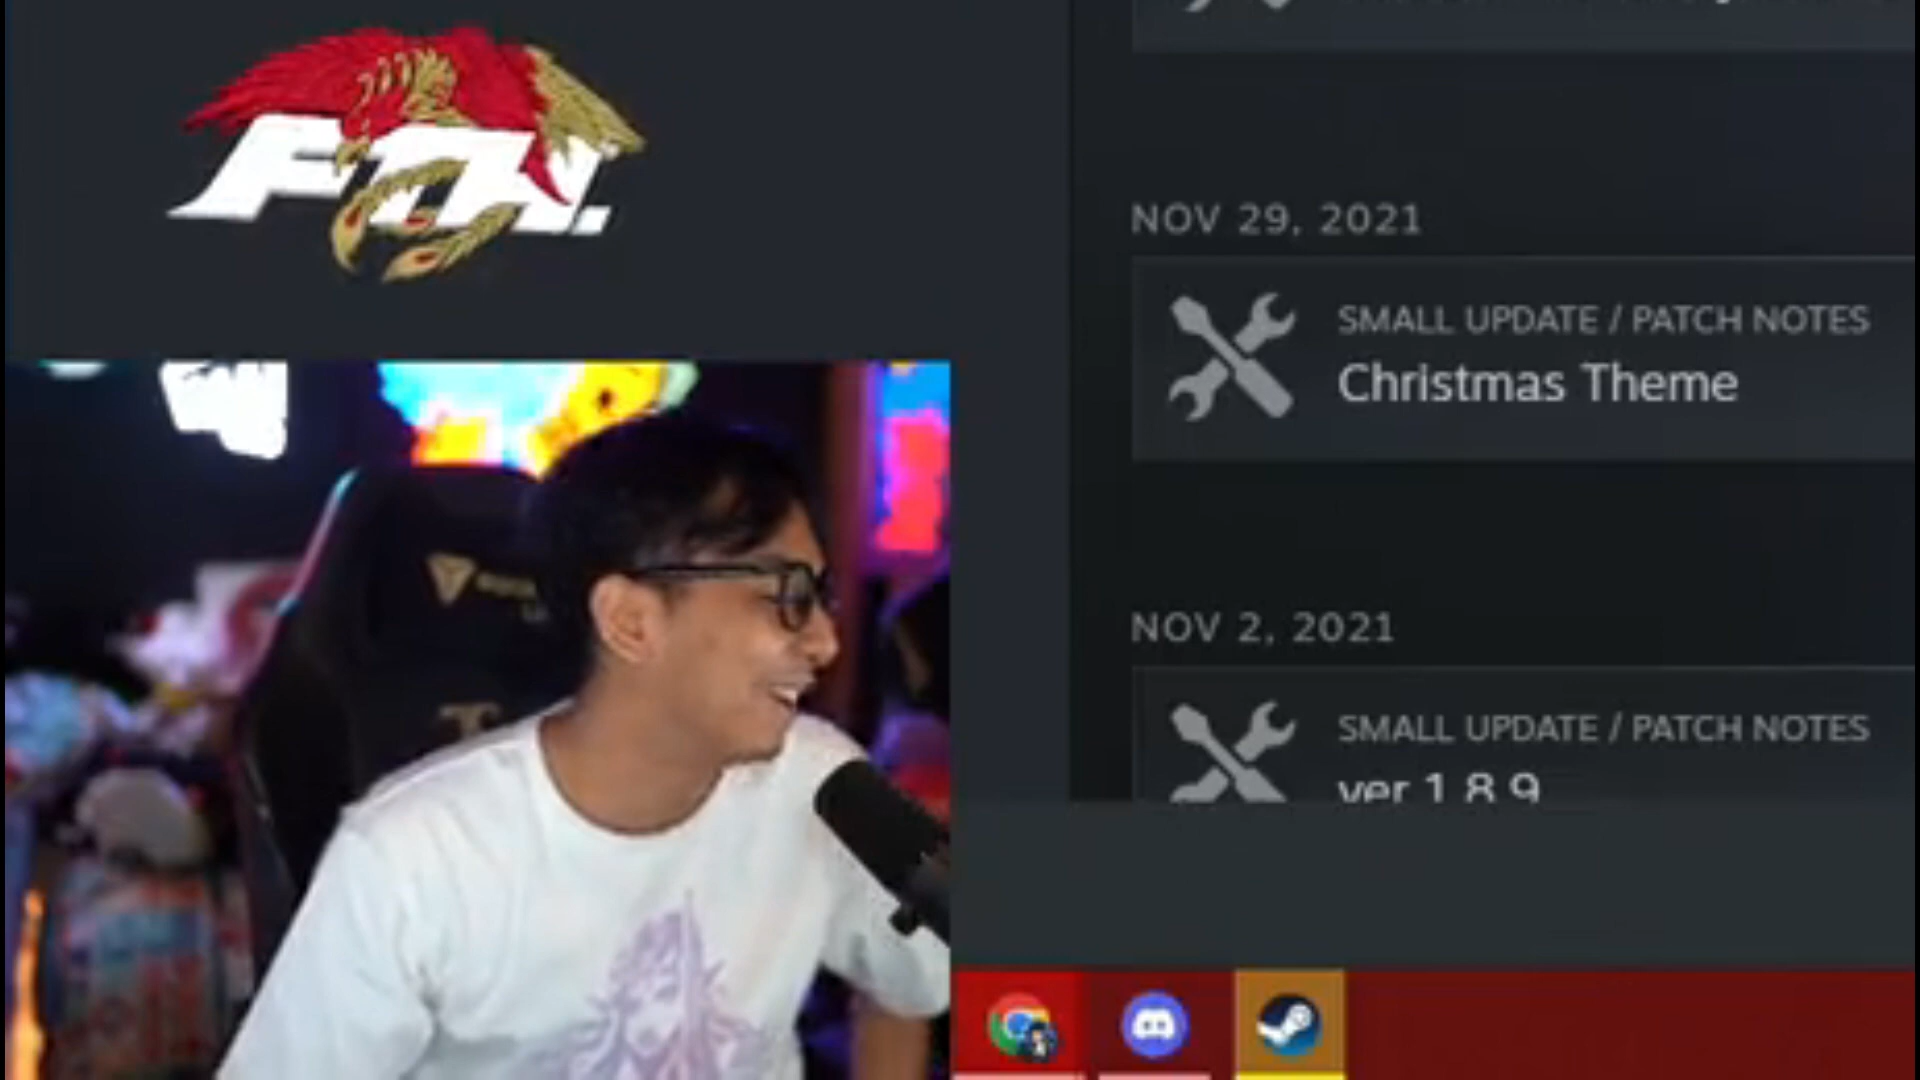 NOV 29, 2021
SMALL UPDATE / PATCH NOTES
Christmas Theme
NOV 2, 2021
SMALL UPDATE / PATCH NOTES
ver 1.8.9